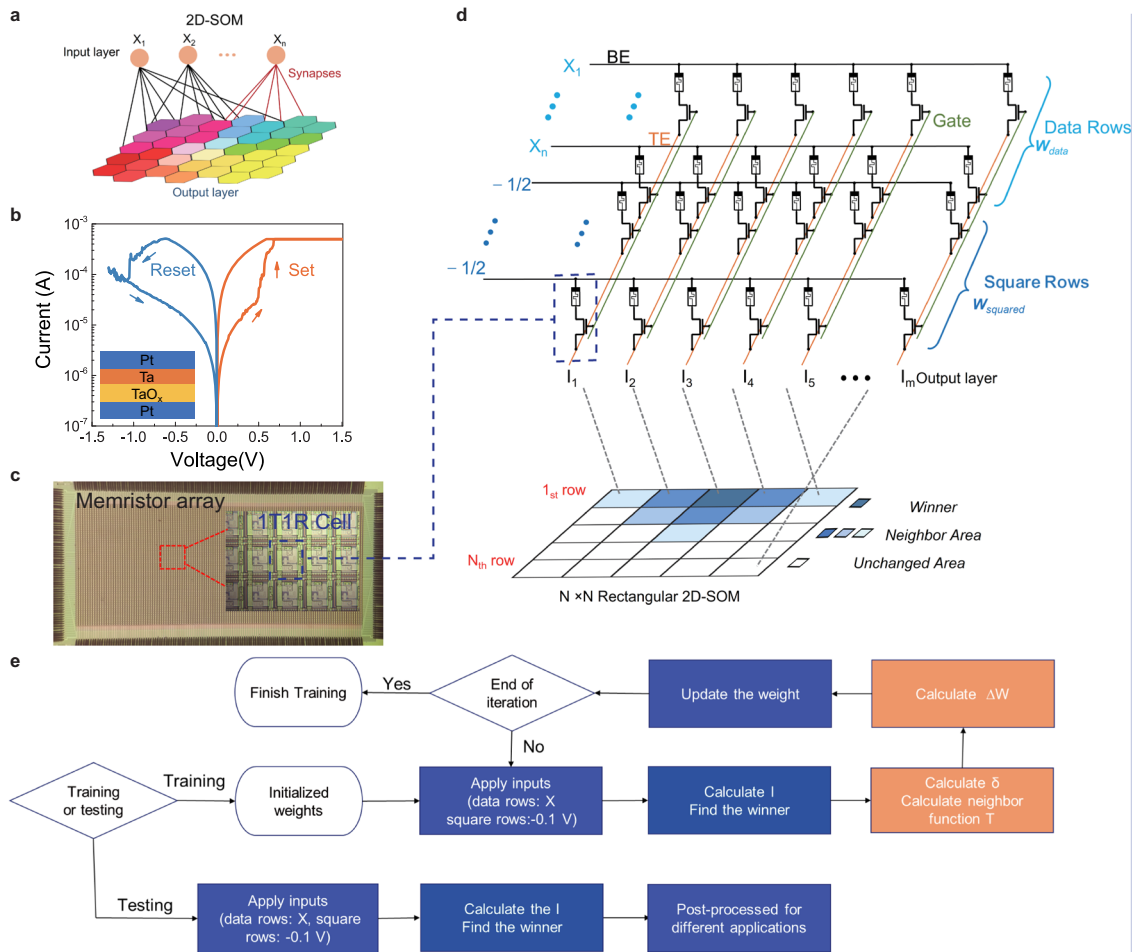 a
2D-SOM
Input layer
X1
X2
Xn
Synapses
Output layer
b
10-3
10-4
10-5
10-6
10-7
Current (A)
Reset
Set
Pt
Ta
TaOx
Pt
-1.5 -1.0 -0.5 0.0 0.5 1.0 1.5
Voltage(V)
c
Memristor array
1T1R Cell
d
X1
BE
Gate
TE
Xn
Data Rows
Wdata
− 1/2
− 1/2
Square Rows
Wsquared
I1 I2 I3 I4 I5 Im Output layer
1st row
Nth row
Winner
Neighbor Area
Unchanged Area
N ×N Rectangular 2D-SOM
e
Finish Training
Yes
End of
iteration
No
Update the weight
Calculate ΔW
Training
or testing
Training
Initialized
weights
Apply inputs
(data rows: X
square rows:-0.1 V)
Calculate I
Find the winner
Calculate δ
Calculate neighbor
function T
Testing
Apply inputs
(data rows: X, square
rows: -0.1 V)
Calculate the I
Find the winner
Post-processed for
different applications